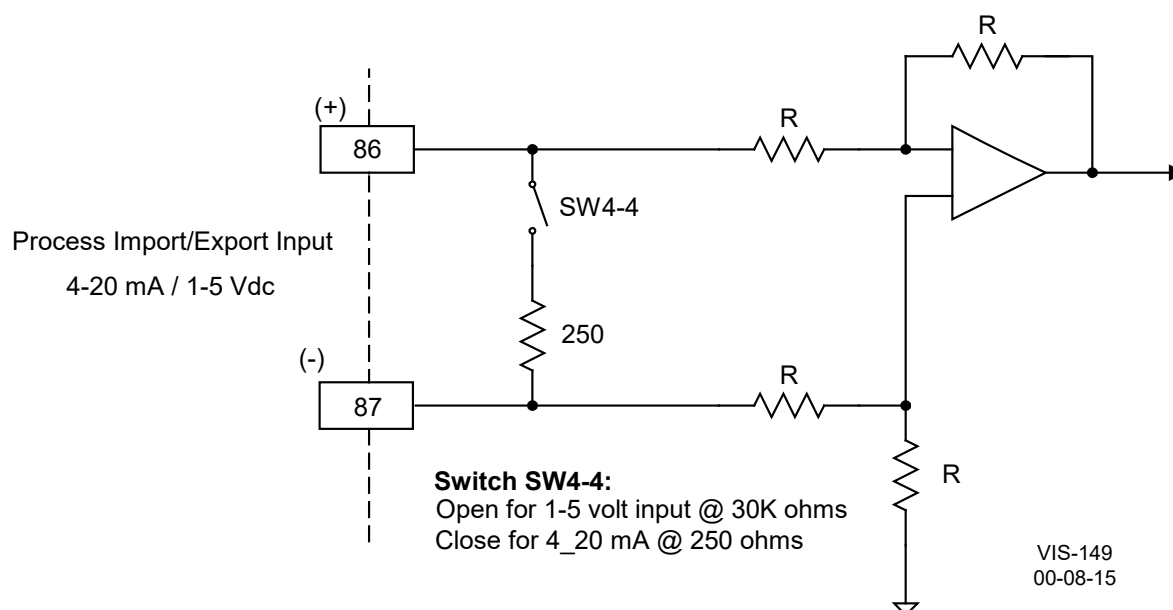 R
(+)
86
R
SW4-4
Process Import/Export Input
4-20 mA / 1-5 Vdc
250
(-)
87
R
R
Switch SW4-4:
Open for 1-5 volt input @ 30K ohms
Close for 4_20 mA @ 250 ohms
VIS-149
00-08-15